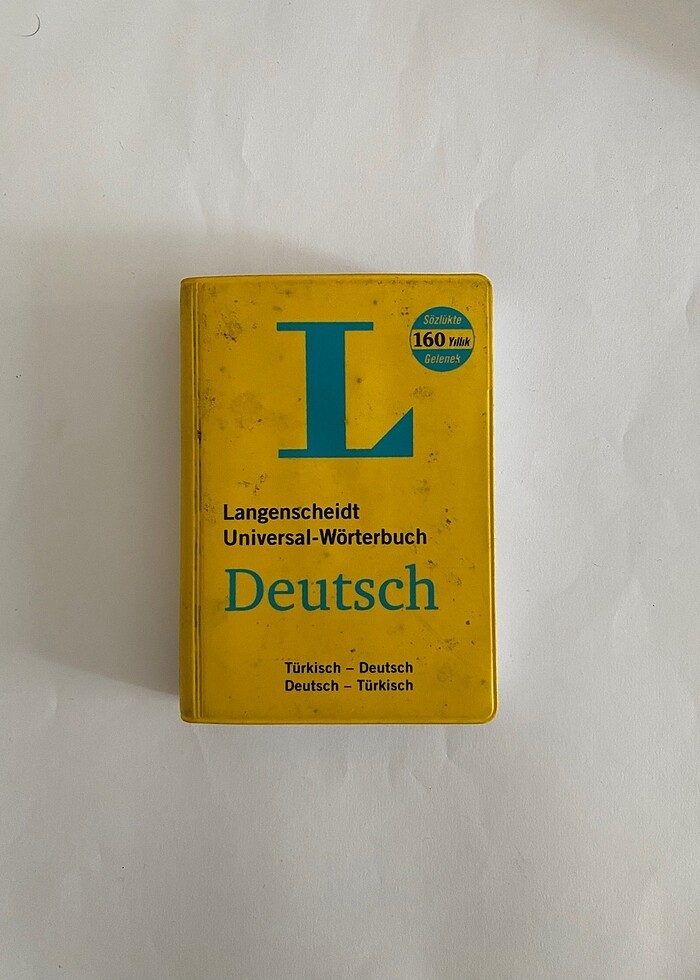 L
Sözlükte
160 Yıllık
Gelenek
Langenscheidt
Universal-Wörterbuch
Deutsch
Türkisch – Deutsch
Deutsch – Türkisch